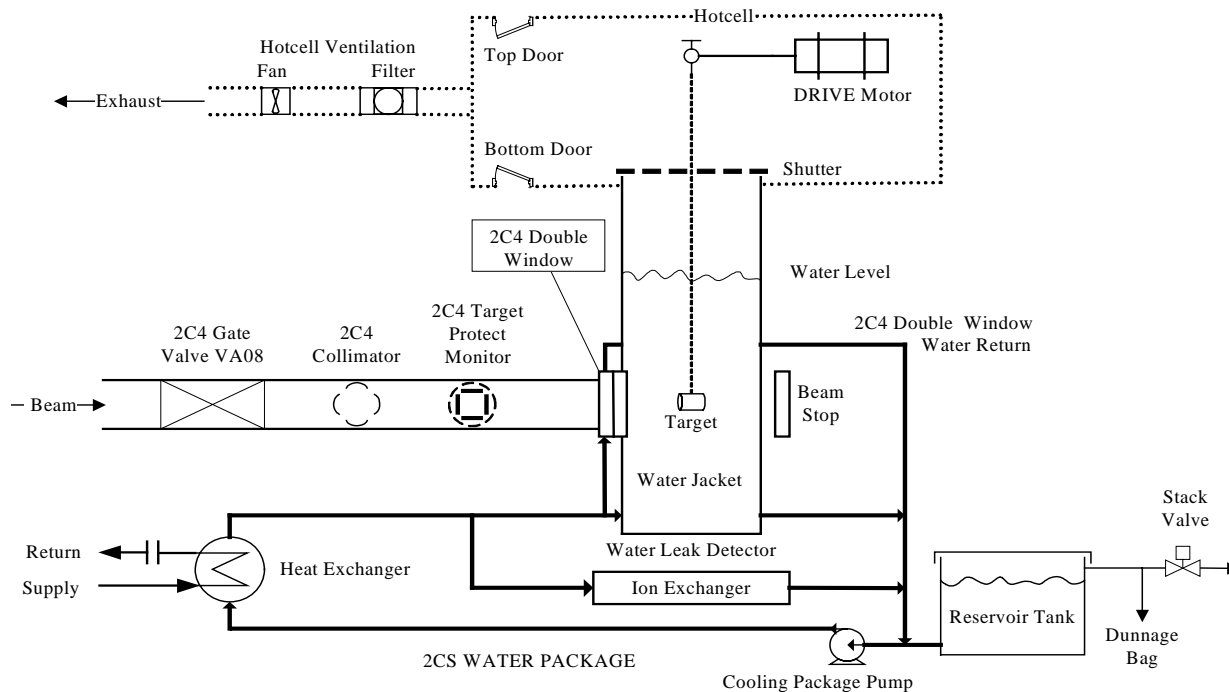 Hotcell
Hotcell Ventilation
Fan
Filter
Top Door
Exhaust
DRIVE Motor
Bottom Door
Shutter
2C4 Double
Window
Water Level
2C4 Gate
Valve VA08
2C4
Collimator
2C4 Target
Protect
Monitor
2C4 Double Window
Water Return
Beam
Target
Beam
Stop
Water Jacket
Stack
Valve
Return
Supply
Heat Exchanger
Water Leak Detector
Ion Exchanger
Reservoir Tank
Dunnage
Bag
2CS WATER PACKAGE
Cooling Package Pump